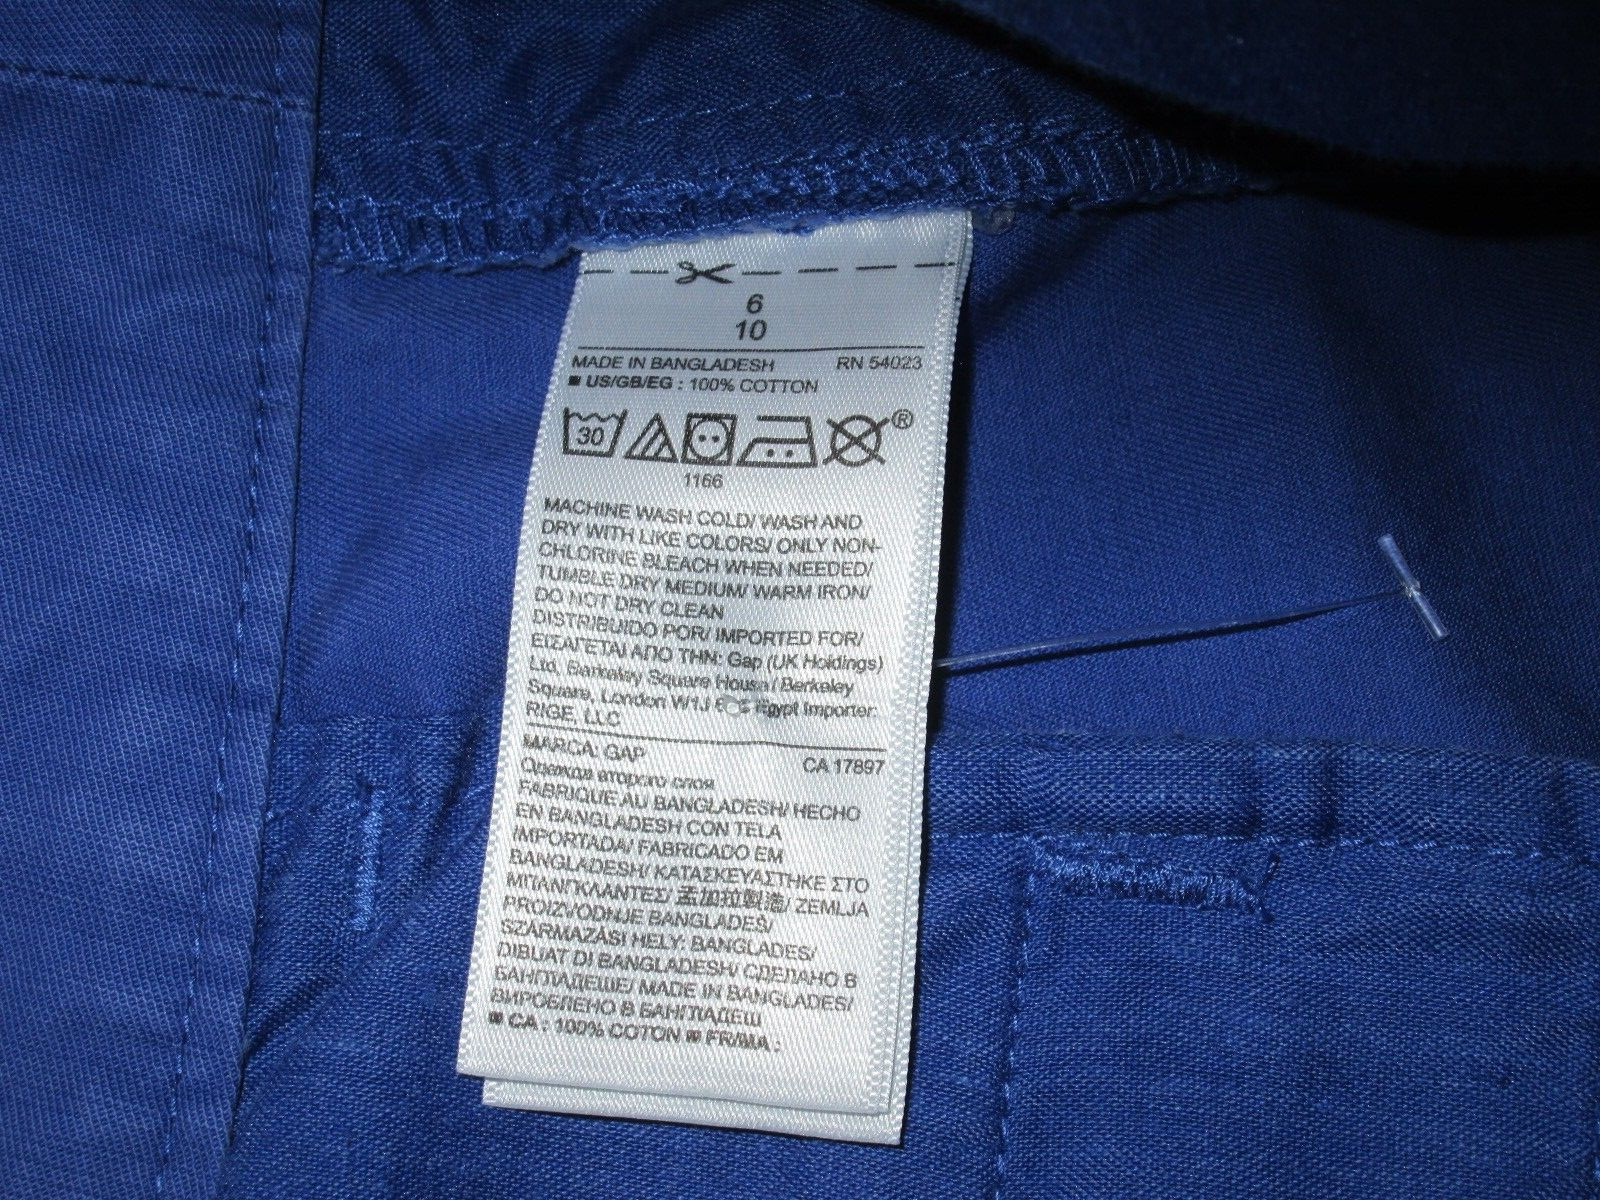 6
10
MADE IN BANGLADESH RN 54023
■ US/GB/EG : 100% COTTON
30 ®
1166
MACHINE WASH COLD/ WASH AND
DRY WITH LIKE COLORS/ ONLY NON-
CHLORINE BLEACH WHEN NEEDED/
TUMBLE DRY MEDIUM/ WARM IRON/
DO NOT DRY CLEAN
DISTRIBUIDO POR/ IMPORTED FOR/
ΕΙΣΑΓΕΤΑΙ ΑΠΟ ΤΗΝ: Gap (UK Holdings)
Ltd, Berkeley Square House / Berkeley
Square, London W1J Egypt Importer:
RIGE, LLC
MARCA: GAP CA 17897
Одежда второго слоя
FABRIQUE AU BANGLADESH/ HECHO
EN BANGLADESH CON TELA
IMPORTADA/ FABRICADO EM
BANGLADESH/ ΚΑΤΑΣΚΕΥΑΣΤΗΚΕ ΣΤΟ
ΜΠΑΝΓΚΛΑΝΤΕΣ/ 孟加拉製造/ ZEMLJA
PROIZVODNJE BANGLADEŠ/
SZÁRMAZÁSI HELY: BANGLADES/
DIBUAT DI BANGLADESH/ СДЕЛАНО В
БАНГЛАДЕШЕ/ MADE IN BANGLADES/
ВИРОБЛЕНО В БАНГЛАДЕШ
■ CA : 100% COTON ■ FR/MA :